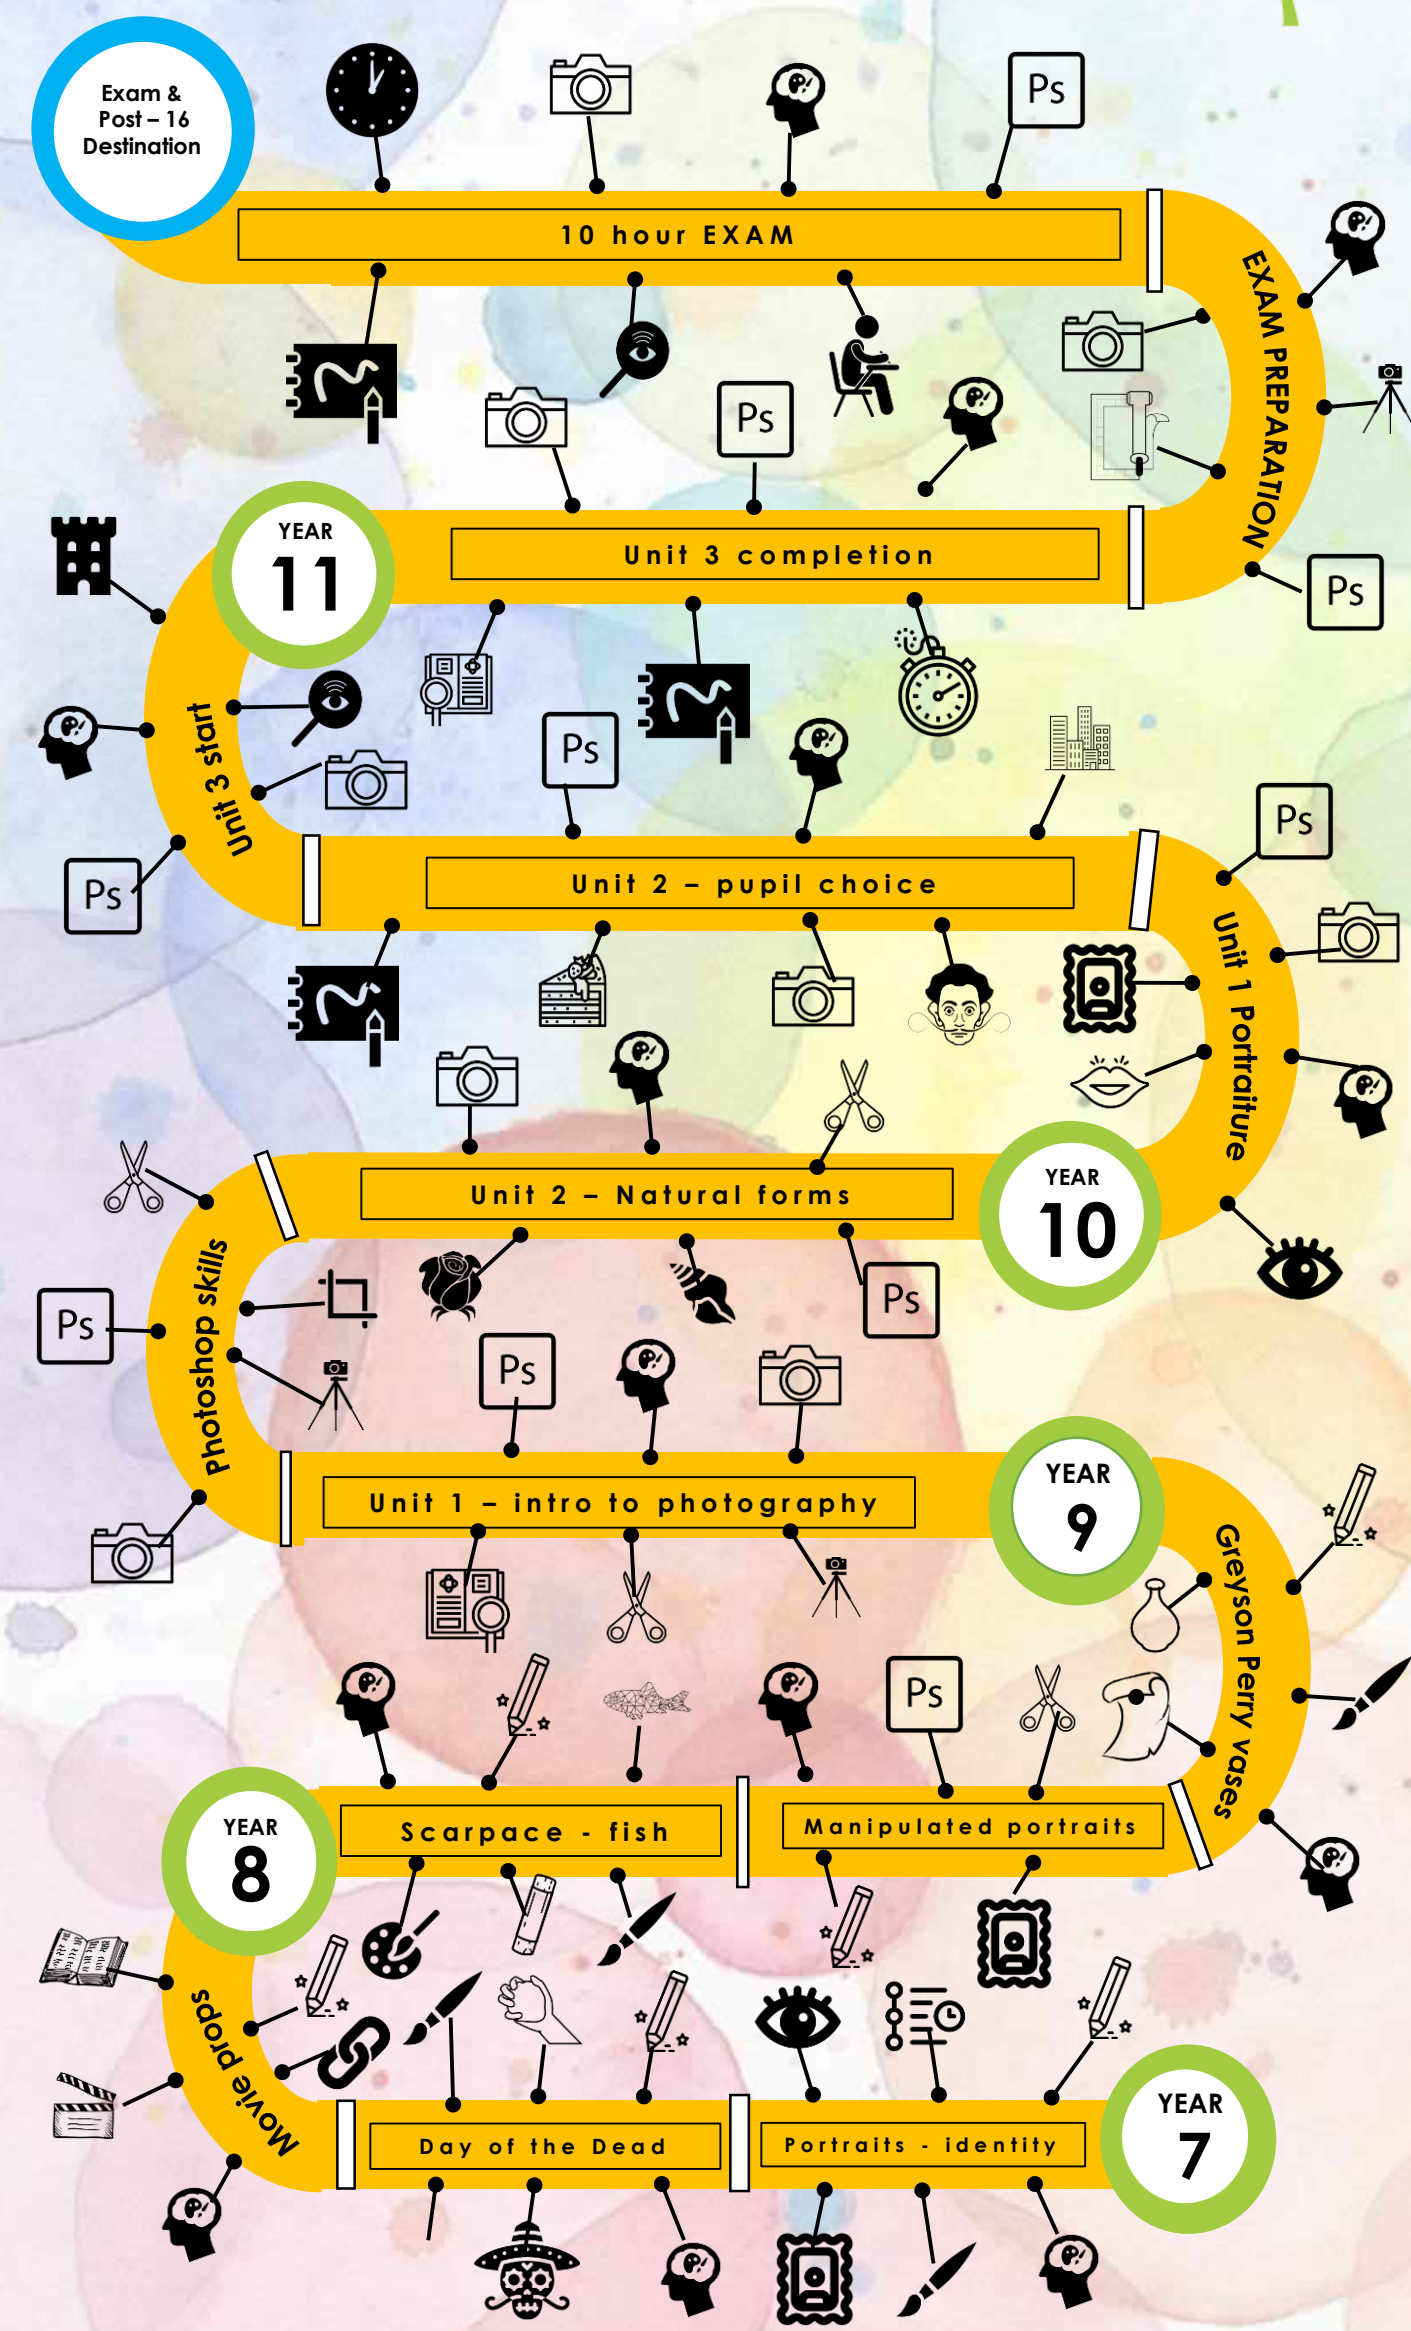 Exam &
Post – 16
Destination
Ps
10 hour EXAM
EXAM PREPARATION
Ps
Ps
YEAR
11
Unit 3 completion
Unit 3 start
Ps
Ps
Ps
Unit 2 – pupil choice
Unit 1 Portraiture
YEAR
10
Unit 2 – Natural forms
Ps
Photoshop skills
Ps
Ps
Unit 1 – intro to photography
YEAR
9
Greyson Perry vases
Ps
Manipulated portraits
Scarpace - fish
YEAR
8
Movie props
Day of the Dead
Portraits - identity
YEAR
7